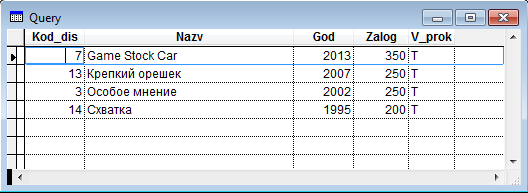 Query
Kod_dis Nazv God Zalog V_prok
7 Game Stock Car 2013 350 T
13 Крепкий орешек 2007 250 T
3 Особое мнение 2002 250 T
14 Схватка 1995 200 T